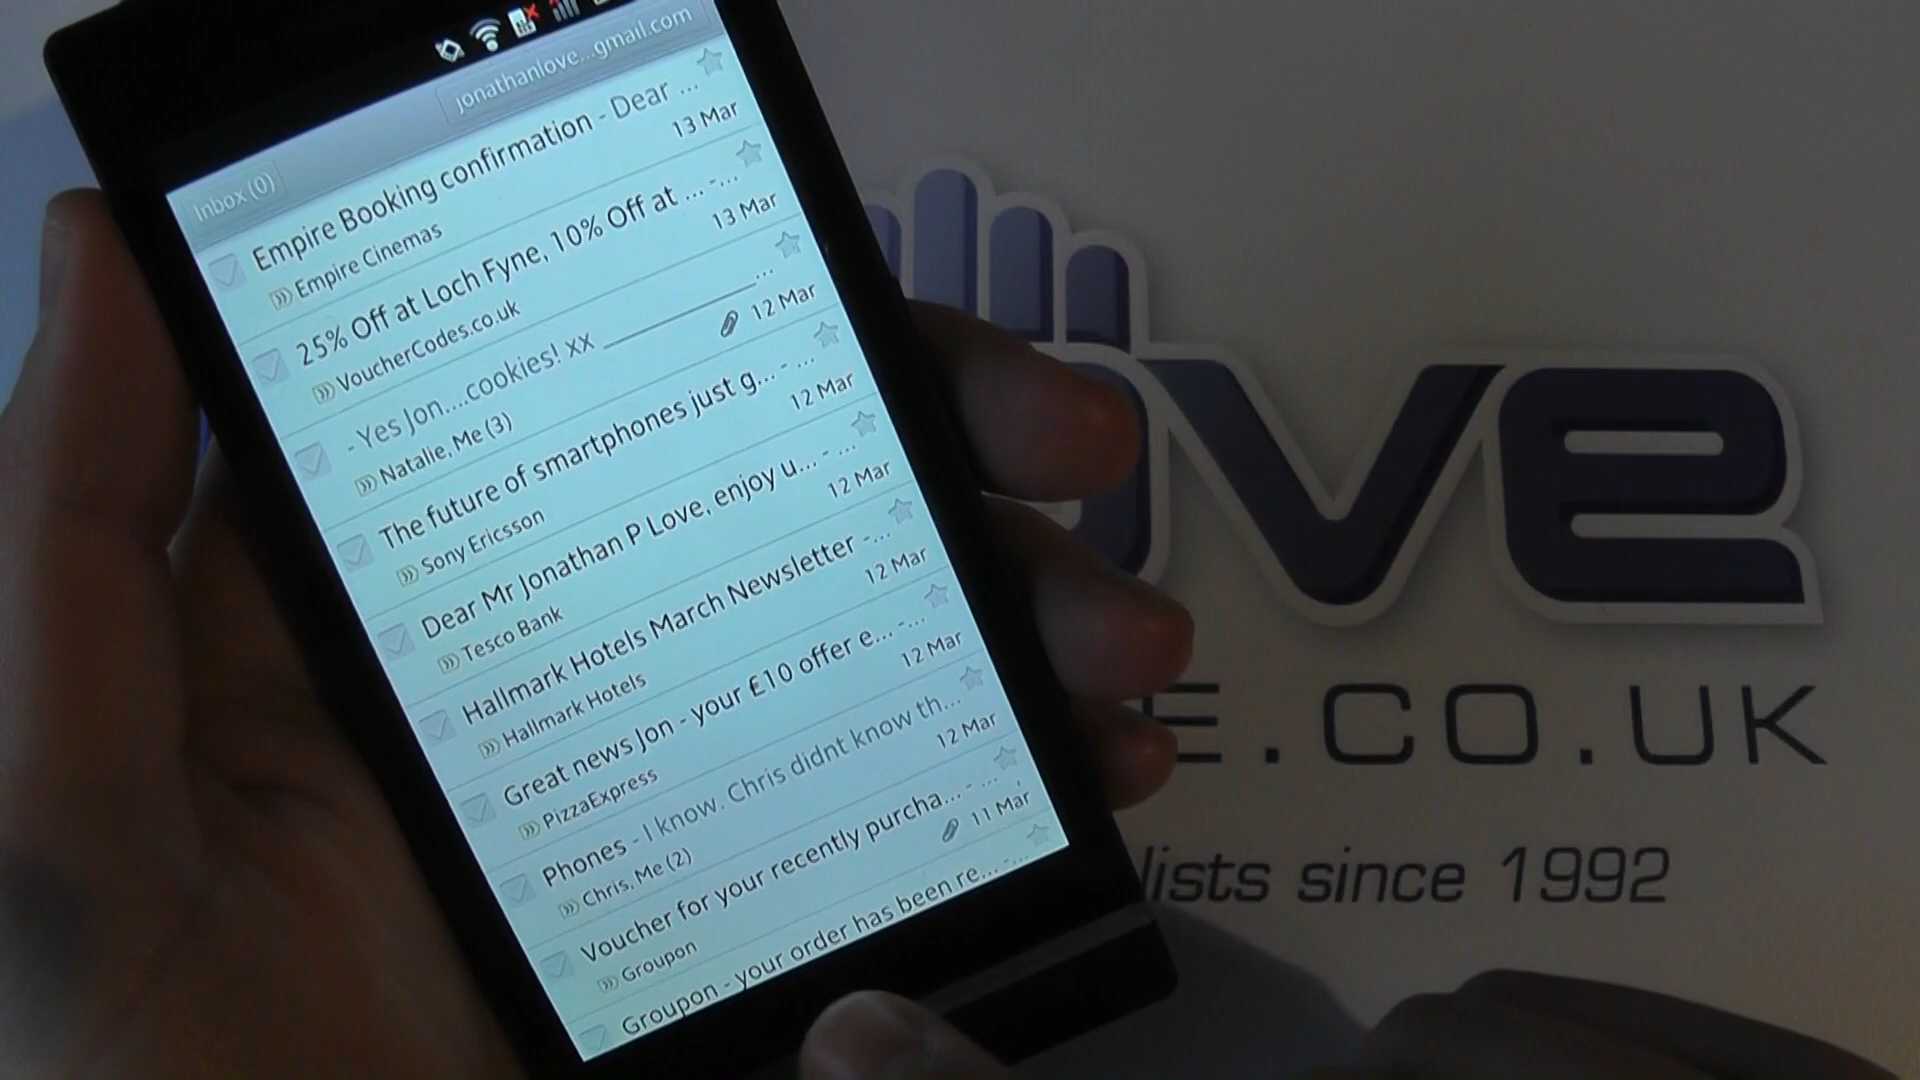 jonathanlove...gmail.com
Inbox (0)
Empire Booking confirmation - Dear ...
Empire Cinemas
13 Mar
25% Off at Loch Fyne, 10% Off at ... -...
VoucherCodes.co.uk
13 Mar
- Yes Jon....cookies! xx ____________ ...
Natalie, Me (3)
12 Mar
The future of smartphones just g... - ...
Sony Ericsson
12 Mar
Dear Mr Jonathan P Love, enjoy u... - ...
Tesco Bank
12 Mar
Hallmark Hotels March Newsletter -...
Hallmark Hotels
12 Mar
Great news Jon - your £10 offer e... -...
PizzaExpress
12 Mar
Phones - I know. Chris didnt know th...
Chris, Me (2)
12 Mar
Voucher for your recently purcha... - ...
Groupon
11 Mar
Groupon - your order has been re... -...
ove
E.CO.UK
lists since 1992